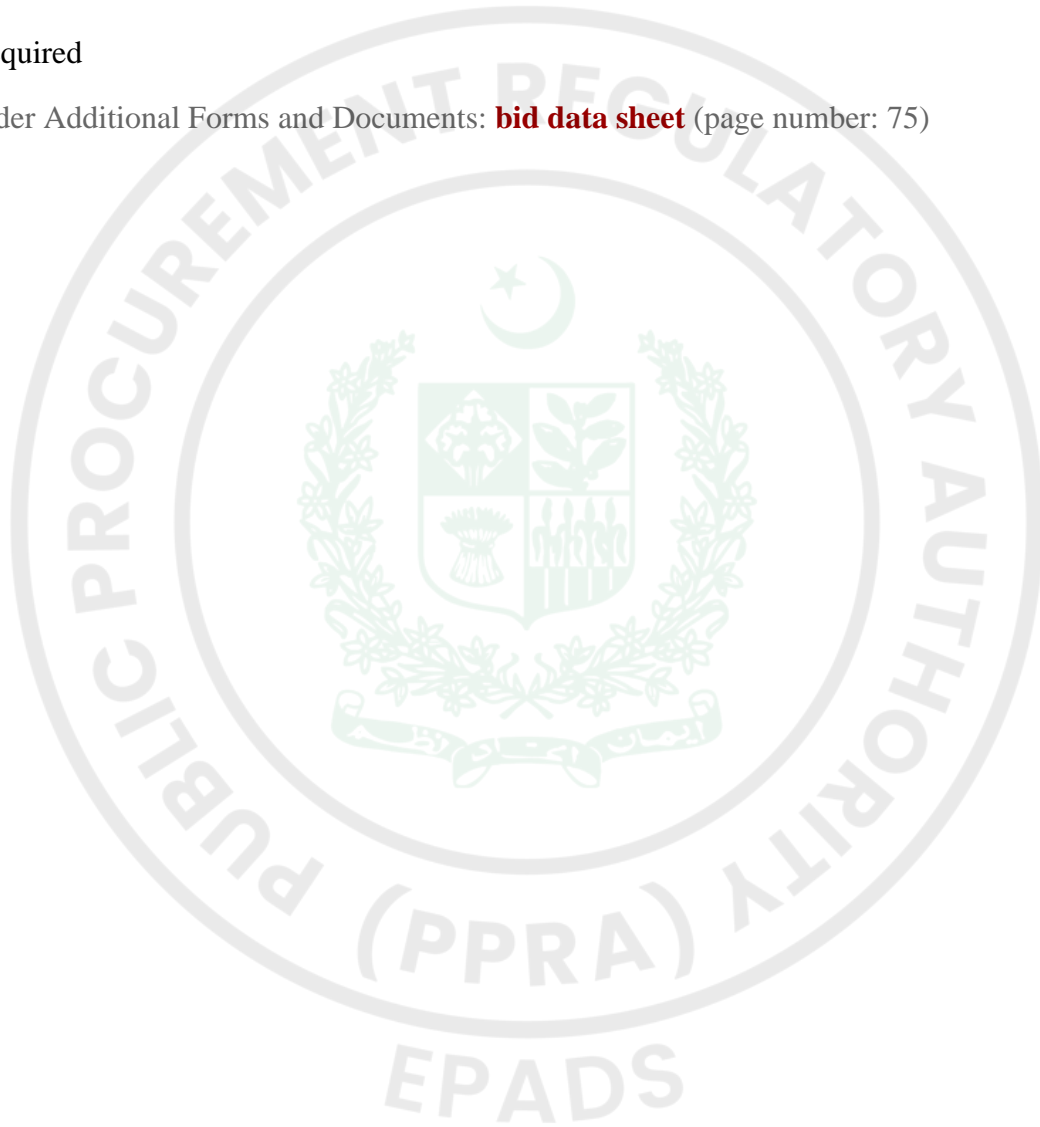 quired
der Additional Forms and Documents: bid data sheet (page number: 75)
PUBLIC PROCUREMENT REGULATORY AUTHORITY
(PPRA)
EPADS